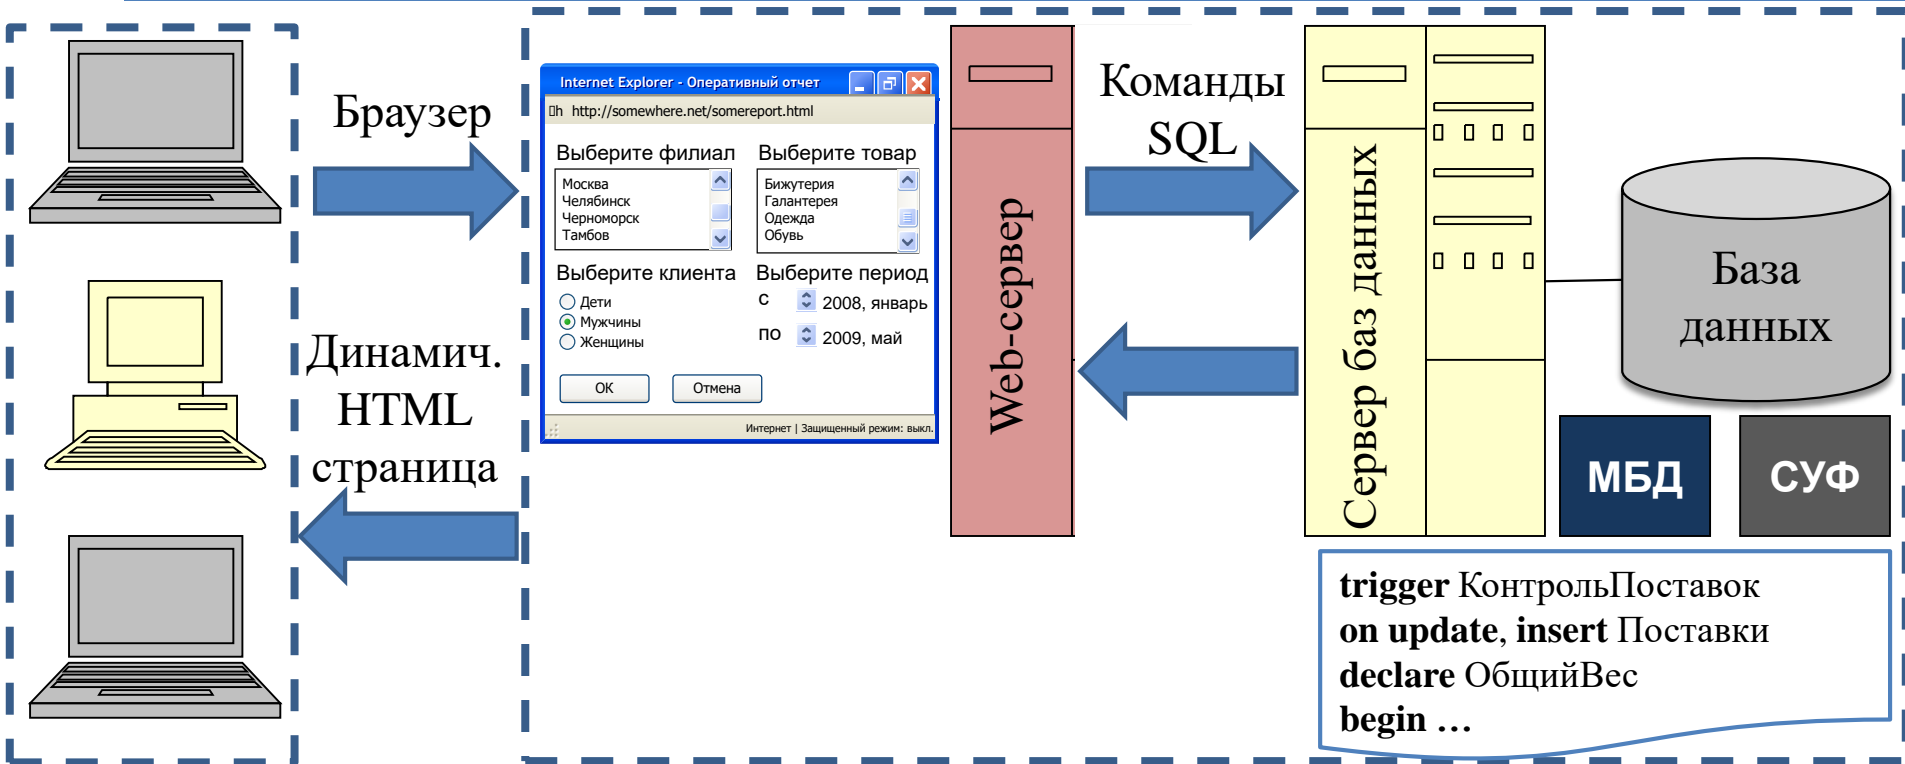 Браузер
Динамич.
HTML
страница
Internet Explorer - Оперативный отчет
h http://somewhere.net/somereport.html
Выберите филиал
Москва
Челябинск
Черноморск
Тамбов
Выберите товар
Бижутерия
Галантерея
Одежда
Обувь
Выберите клиента
Дети
Мужчины
Женщины
Выберите период
с 2008, январь
по 2009, май
OK
Отмена
Интернет | Защищенный режим: выкл.
Web-сервер
Команды
SQL
Сервер баз данных
База
данных
МБД
СУФ
trigger КонтрольПоставок
on update, insert Поставки
declare ОбщийВес
begin …